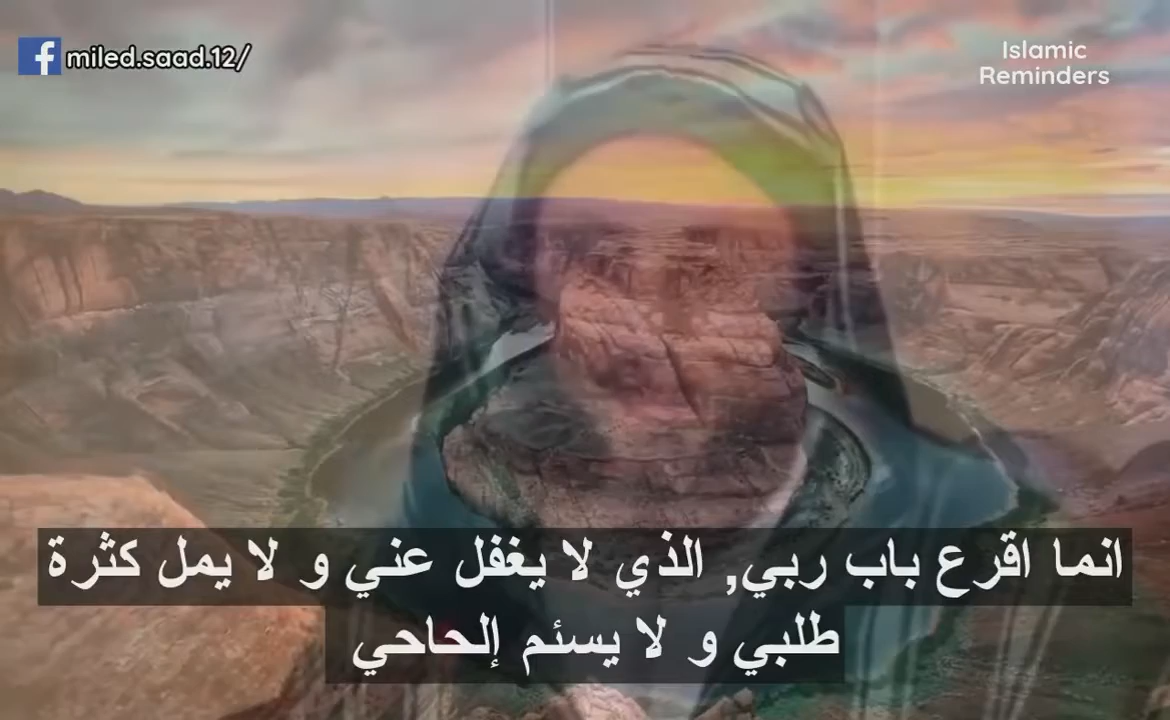 miled.saad.12/
Islamic
Reminders
انما اقرع باب ربي, الذي لا يغفل عني و لا يمل كثرة
طلبي و لا يسئم إلحاحي